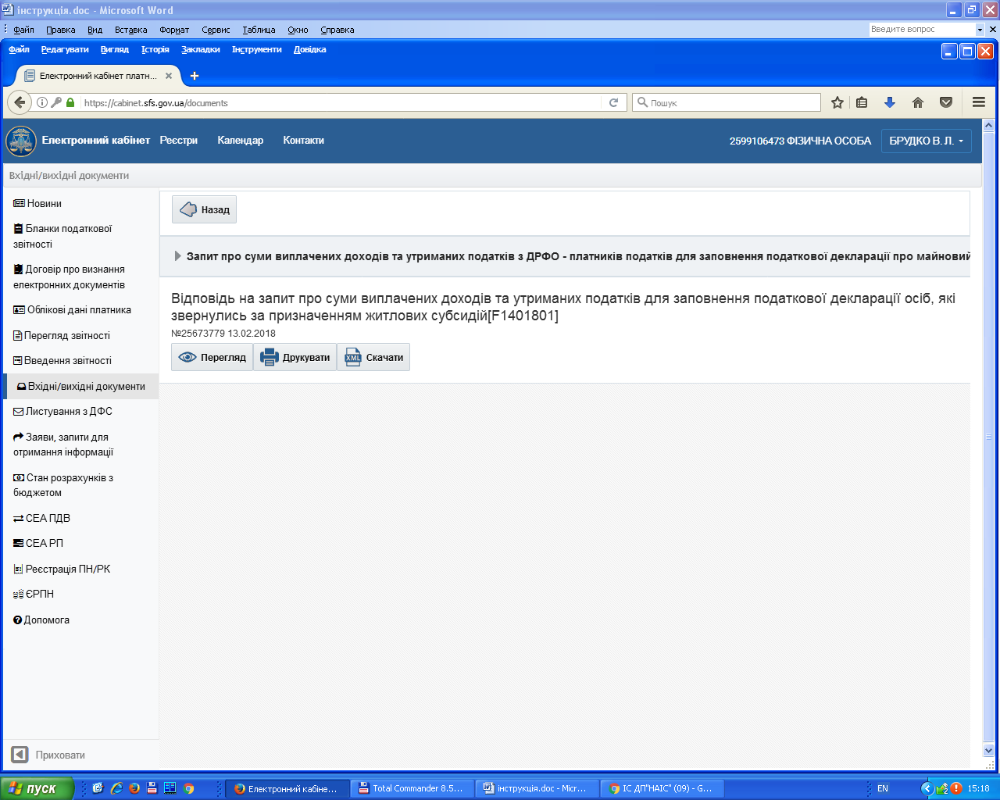 інструкція.doc - Microsoft Word
Файл Правка Вид Вставка Формат Сервис Таблица Окно Справка
Введите вопрос
Файл Редагувати Вигляд Історія Закладки Інструменти Довідка
Електронний кабінет платн...
https://cabinet.sfs.gov.ua/documents
Пошук
Електронний кабінет Реєстри Календар Контакти
2599106473 ФІЗИЧНА ОСОБА БРУДКО В. Л.
Вхідні/вихідні документи
Новини
Бланки податкової
звітності
Договір про визнання
електронних документів
Облікові дані платника
Перегляд звітності
Введення звітності
Вхідні/вихідні документи
Листування з ДФС
Заяви, запити для
отримання інформації
Стан розрахунків з
бюджетом
СЕА ПДВ
СЕА РП
Реєстрація ПН/РК
ЄРПН
Допомога
Приховати
Назад
Запит про суми виплачених доходів та утриманих податків з ДРФО - платників податків для заповнення податкової декларації про майновий
Відповідь на запит про суми виплачених доходів та утриманих податків для заповнення податкової декларації осіб, які
звернулись за призначенням житлових субсидій[F1401801]
№25673779 13.02.2018
Перегляд Друкувати XML Скачати
пуск
Електронний кабіне...
Total Commander 8.5...
інструкція.doc - Micr...
ІС ДП"НАІС" (09) - G...
EN
15:18